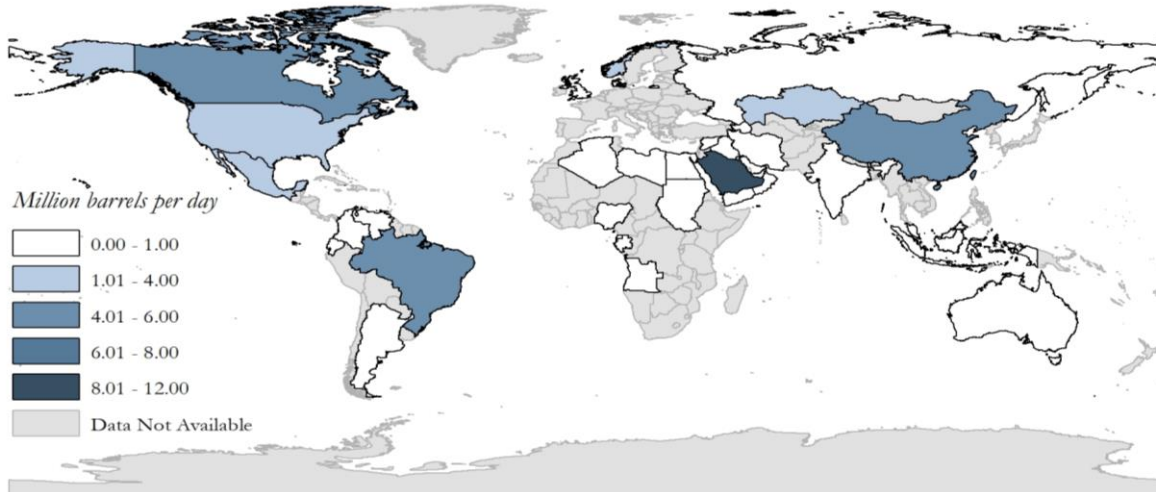 Million barrels per day
0.00 - 1.00
1.01 - 4.00
4.01 - 6.00
6.01 - 8.00
8.01 - 12.00
Data Not Available